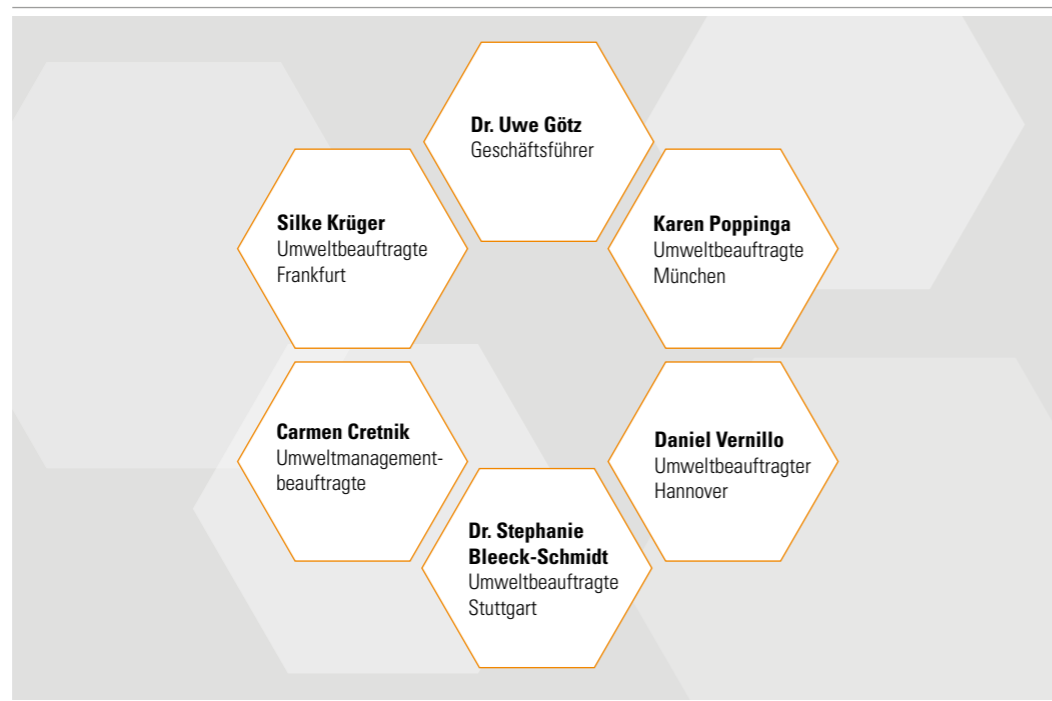 Dr. Uwe Götz
Geschäftsführer
Silke Krüger
Umweltbeauftragte
Frankfurt
Karen Poppinga
Umweltbeauftragte
München
Carmen Cretnik
Umweltmanagement-
beauftragte
Daniel Vernillo
Umweltbeauftragter
Hannover
Dr. Stephanie
Bleeck-Schmidt
Umweltbeauftragte
Stuttgart